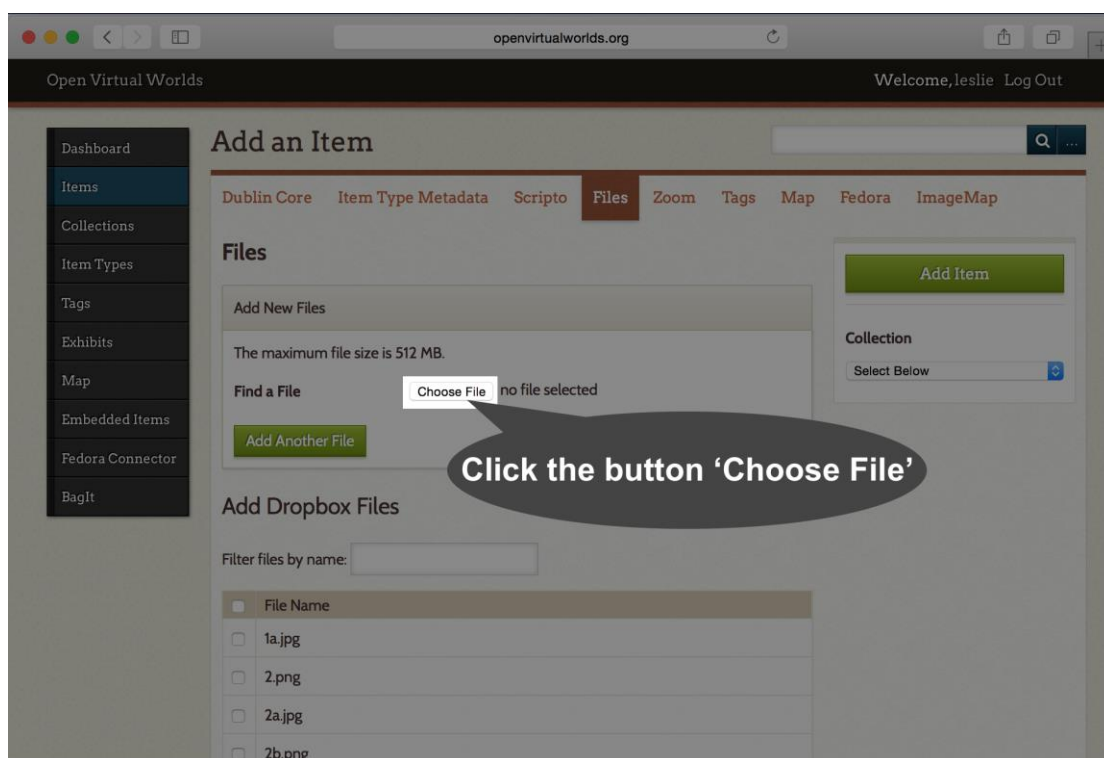 openvirtualworlds.org
Open Virtual Worlds
Welcome, leslie Log Out
Add an Item
...
Dashboard
Items
Collections
Item Types
Tags
Exhibits
Map
Embedded Items
Fedora Connector
BagIt
Dublin Core Item Type Metadata Scripto Files Zoom Tags Map Fedora ImageMap
Files
Add New Files
The maximum file size is 512 MB.
Find a File Choose File no file selected
Add Another File
Click the button ‘Choose File’
Add Dropbox Files
Filter files by name:
File Name
1a.jpg
2.png
2a.jpg
2b.png
Add Item
Collection
Select Below